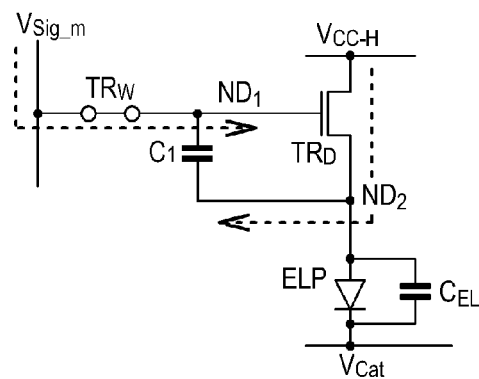 VSig_m
VCC-H
TRW
ND1
C1
TRD
ND2
ELP
CEL
VCat